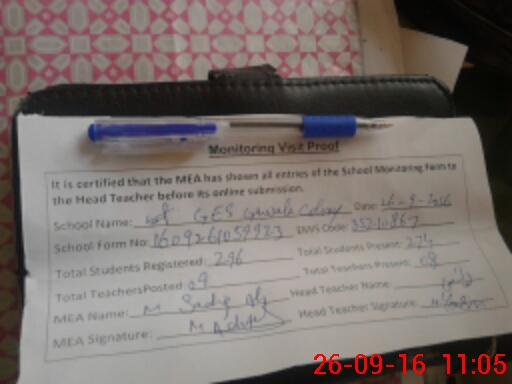 Monitoring Visit Proof
It is certified that the MEA has shown all entries of the School Monitoring Form to
the Head Teacher before its online submission.
School Name: GES Colony Date: 26-9-2016
School Form No: EMIS Code:
Total Students Registered: 296 Total Students Present: 274
Total Teachers Posted: 09 Total Teachers Present: 08
MEA Name: M Head Teacher Name
MEA Signature: Head Teacher Signature:
26-09-16 11:05